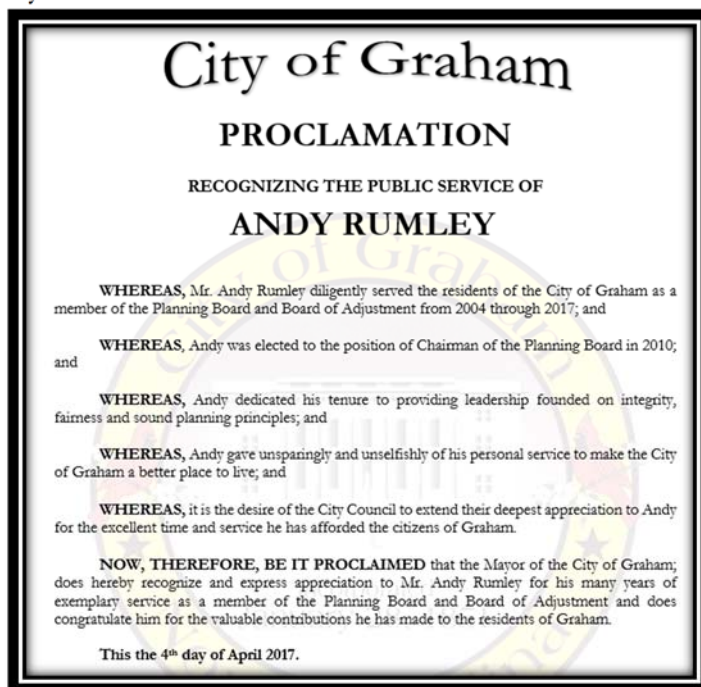 City of Graham
PROCLAMATION
RECOGNIZING THE PUBLIC SERVICE OF
ANDY RUMLEY
WHEREAS, Mr. Andy Rumley diligently served the residents of the City of Graham as a
member of the Planning Board and Board of Adjustment from 2004 through 2017; and
WHEREAS, Andy was elected to the position of Chairman of the Planning Board in 2010;
and
WHEREAS, Andy dedicated his tenure to providing leadership founded on integrity,
fairness and sound planning principles; and
WHEREAS, Andy gave unsparingly and unselfishly of his personal service to make the City
of Graham a better place to live; and
WHEREAS, it is the desire of the City Council to extend their deepest appreciation to Andy
for the excellent time and service he has afforded the citizens of Graham.
NOW, THEREFORE, BE IT PROCLAIMED that the Mayor of the City of Graham;
does hereby recognize and express appreciation to Mr. Andy Rumley for his many years of
exemplary service as a member of the Planning Board and Board of Adjustment and does
congratulate him for the valuable contributions he has made to the residents of Graham.
This the 4th day of April 2017.
City of Graham